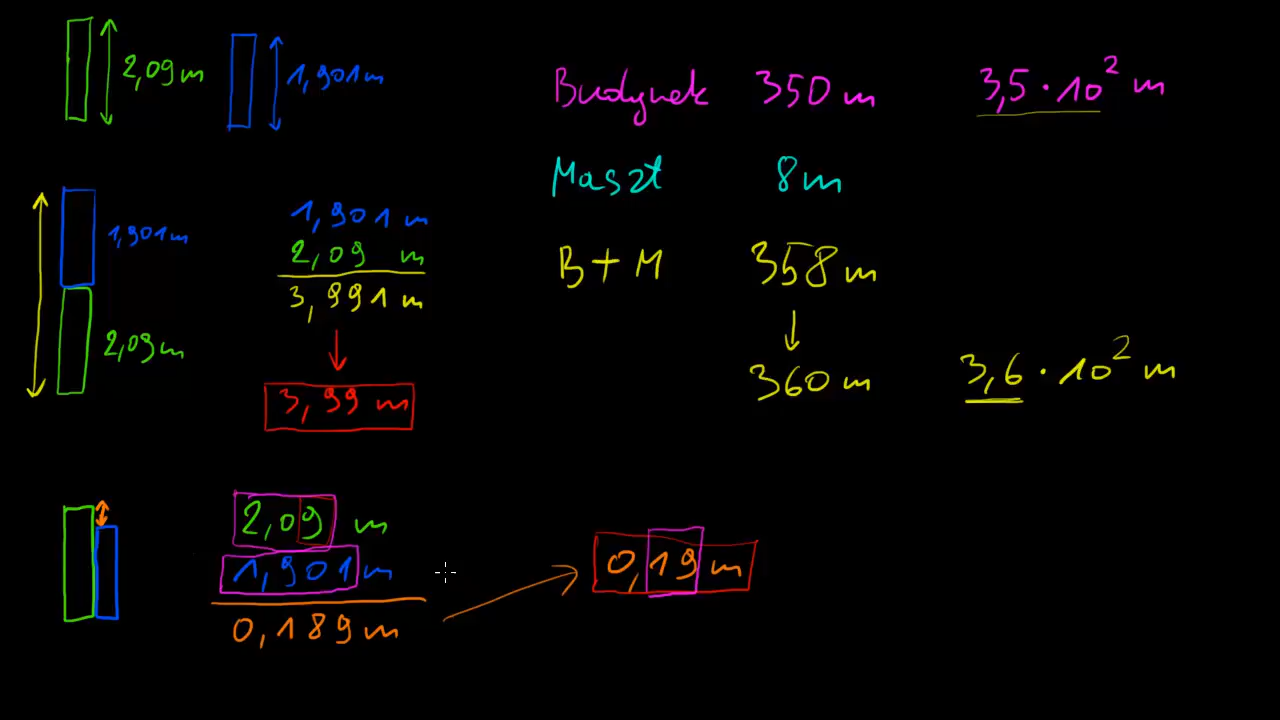 2,09 m
1,901 m
1,901 m
2,09 m
1,901 m
2,09 m
3,991 m
3,99 m
Budynek 350 m 3,5 · 10² m
Maszt 8 m
B + M 358 m
360 m 3,6 · 10² m
2,09 m
1,901 m
0,189 m
0,19 m